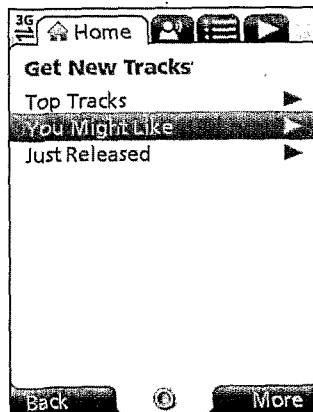 3G
Home
Get New Tracks
Top Tracks
You Might Like
Just Released
Back More